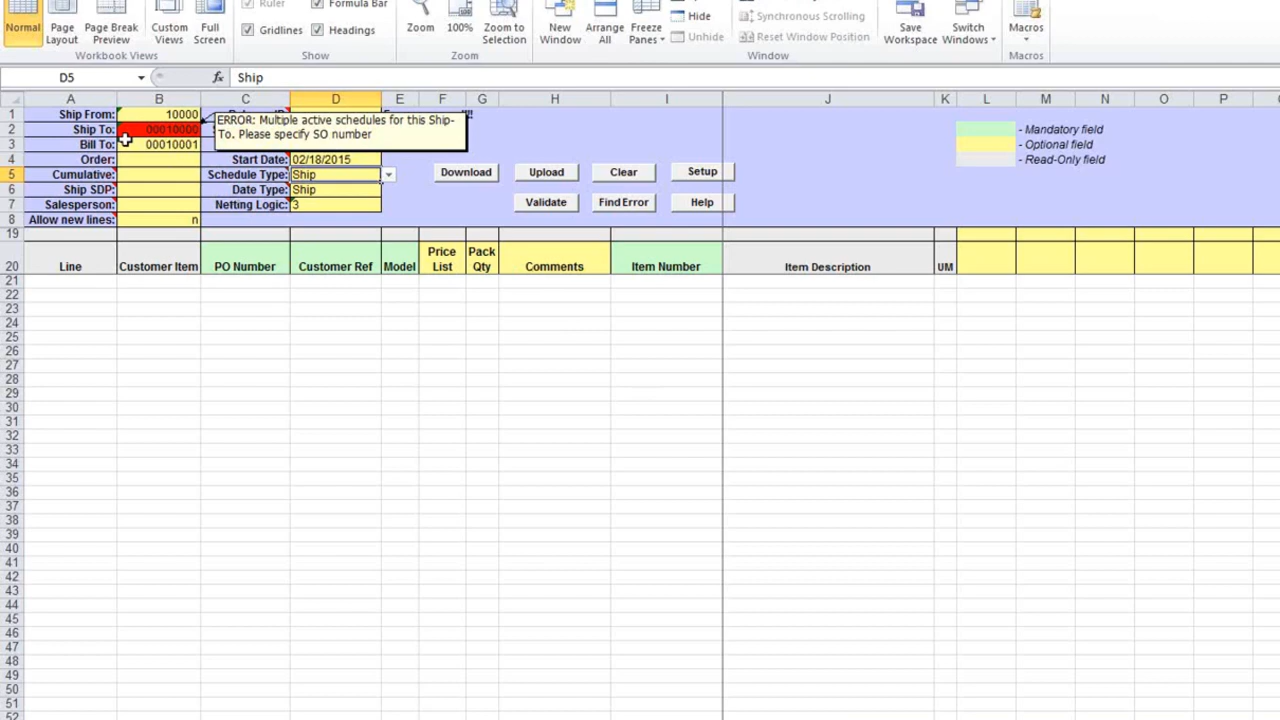 Ruler
Formula Bar
Hide
Synchronous Scrolling
Normal Page Layout Page Break Preview Custom Views Full Screen
Gridlines Headings
Zoom 100% Zoom to Selection
New Window Arrange All Freeze Panes
Unhide Reset Window Position
Save Workspace Switch Windows
Macros
Workbook Views Show Zoom Window Macros
D5 fx Ship
A B C D E F G H I J K L M N O P
1 Ship From: 10000
2 Ship To: 00010000
ERROR: Multiple active schedules for this Ship-
To. Please specify SO number
- Mandatory field
3 Bill To: 00010001
- Optional field
4 Order: Start Date: 02/18/2015
- Read-Only field
5 Cumulative: Schedule Type: Ship
Download Upload Clear Setup
6 Ship SDP: Date Type: Ship
7 Salesperson: Netting Logic: 3
Validate Find Error Help
8 Allow new lines: n
19
20 Line Customer Item PO Number Customer Ref Model Price List Pack Qty Comments Item Number Item Description UM
21
22
23
24
25
26
27
28
29
30
31
32
33
34
35
36
37
38
39
40
41
42
43
44
45
46
47
48
49
50
51
52